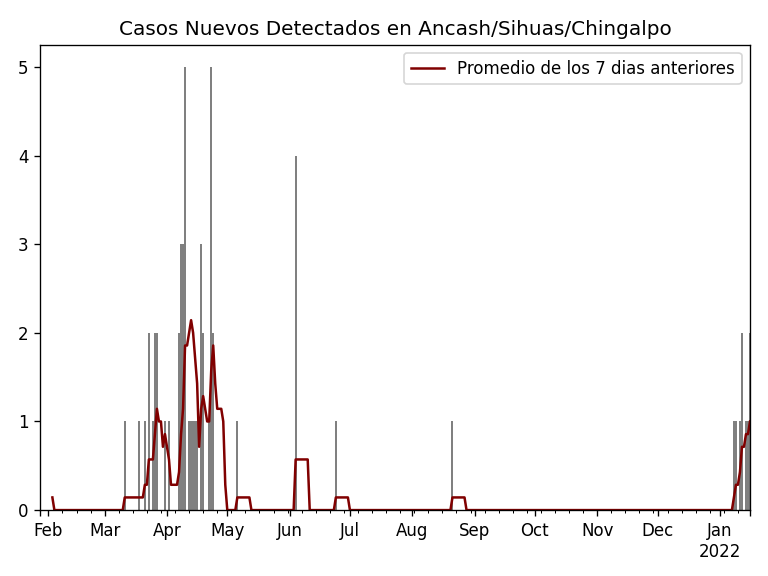 Casos Nuevos Detectados en Ancash/Sihuas/Chingalpo
Promedio de los 7 dias anteriores
5
4
3
2
1
0
Feb Mar Apr May Jun Jul Aug Sep Oct Nov Dec Jan
2022